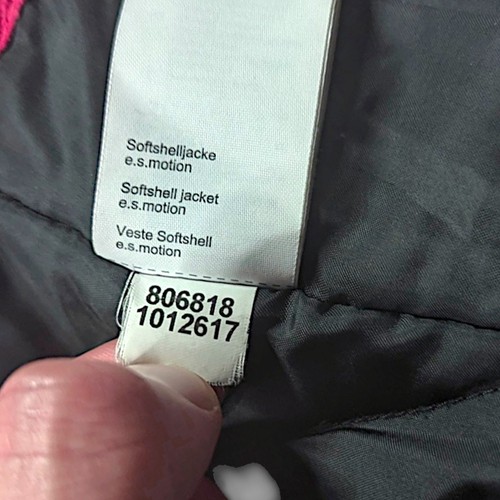 Softshelljacke
e.s.motion
Softshell jacket
e.s.motion
Veste Softshell
e.s.motion
806818
1012617